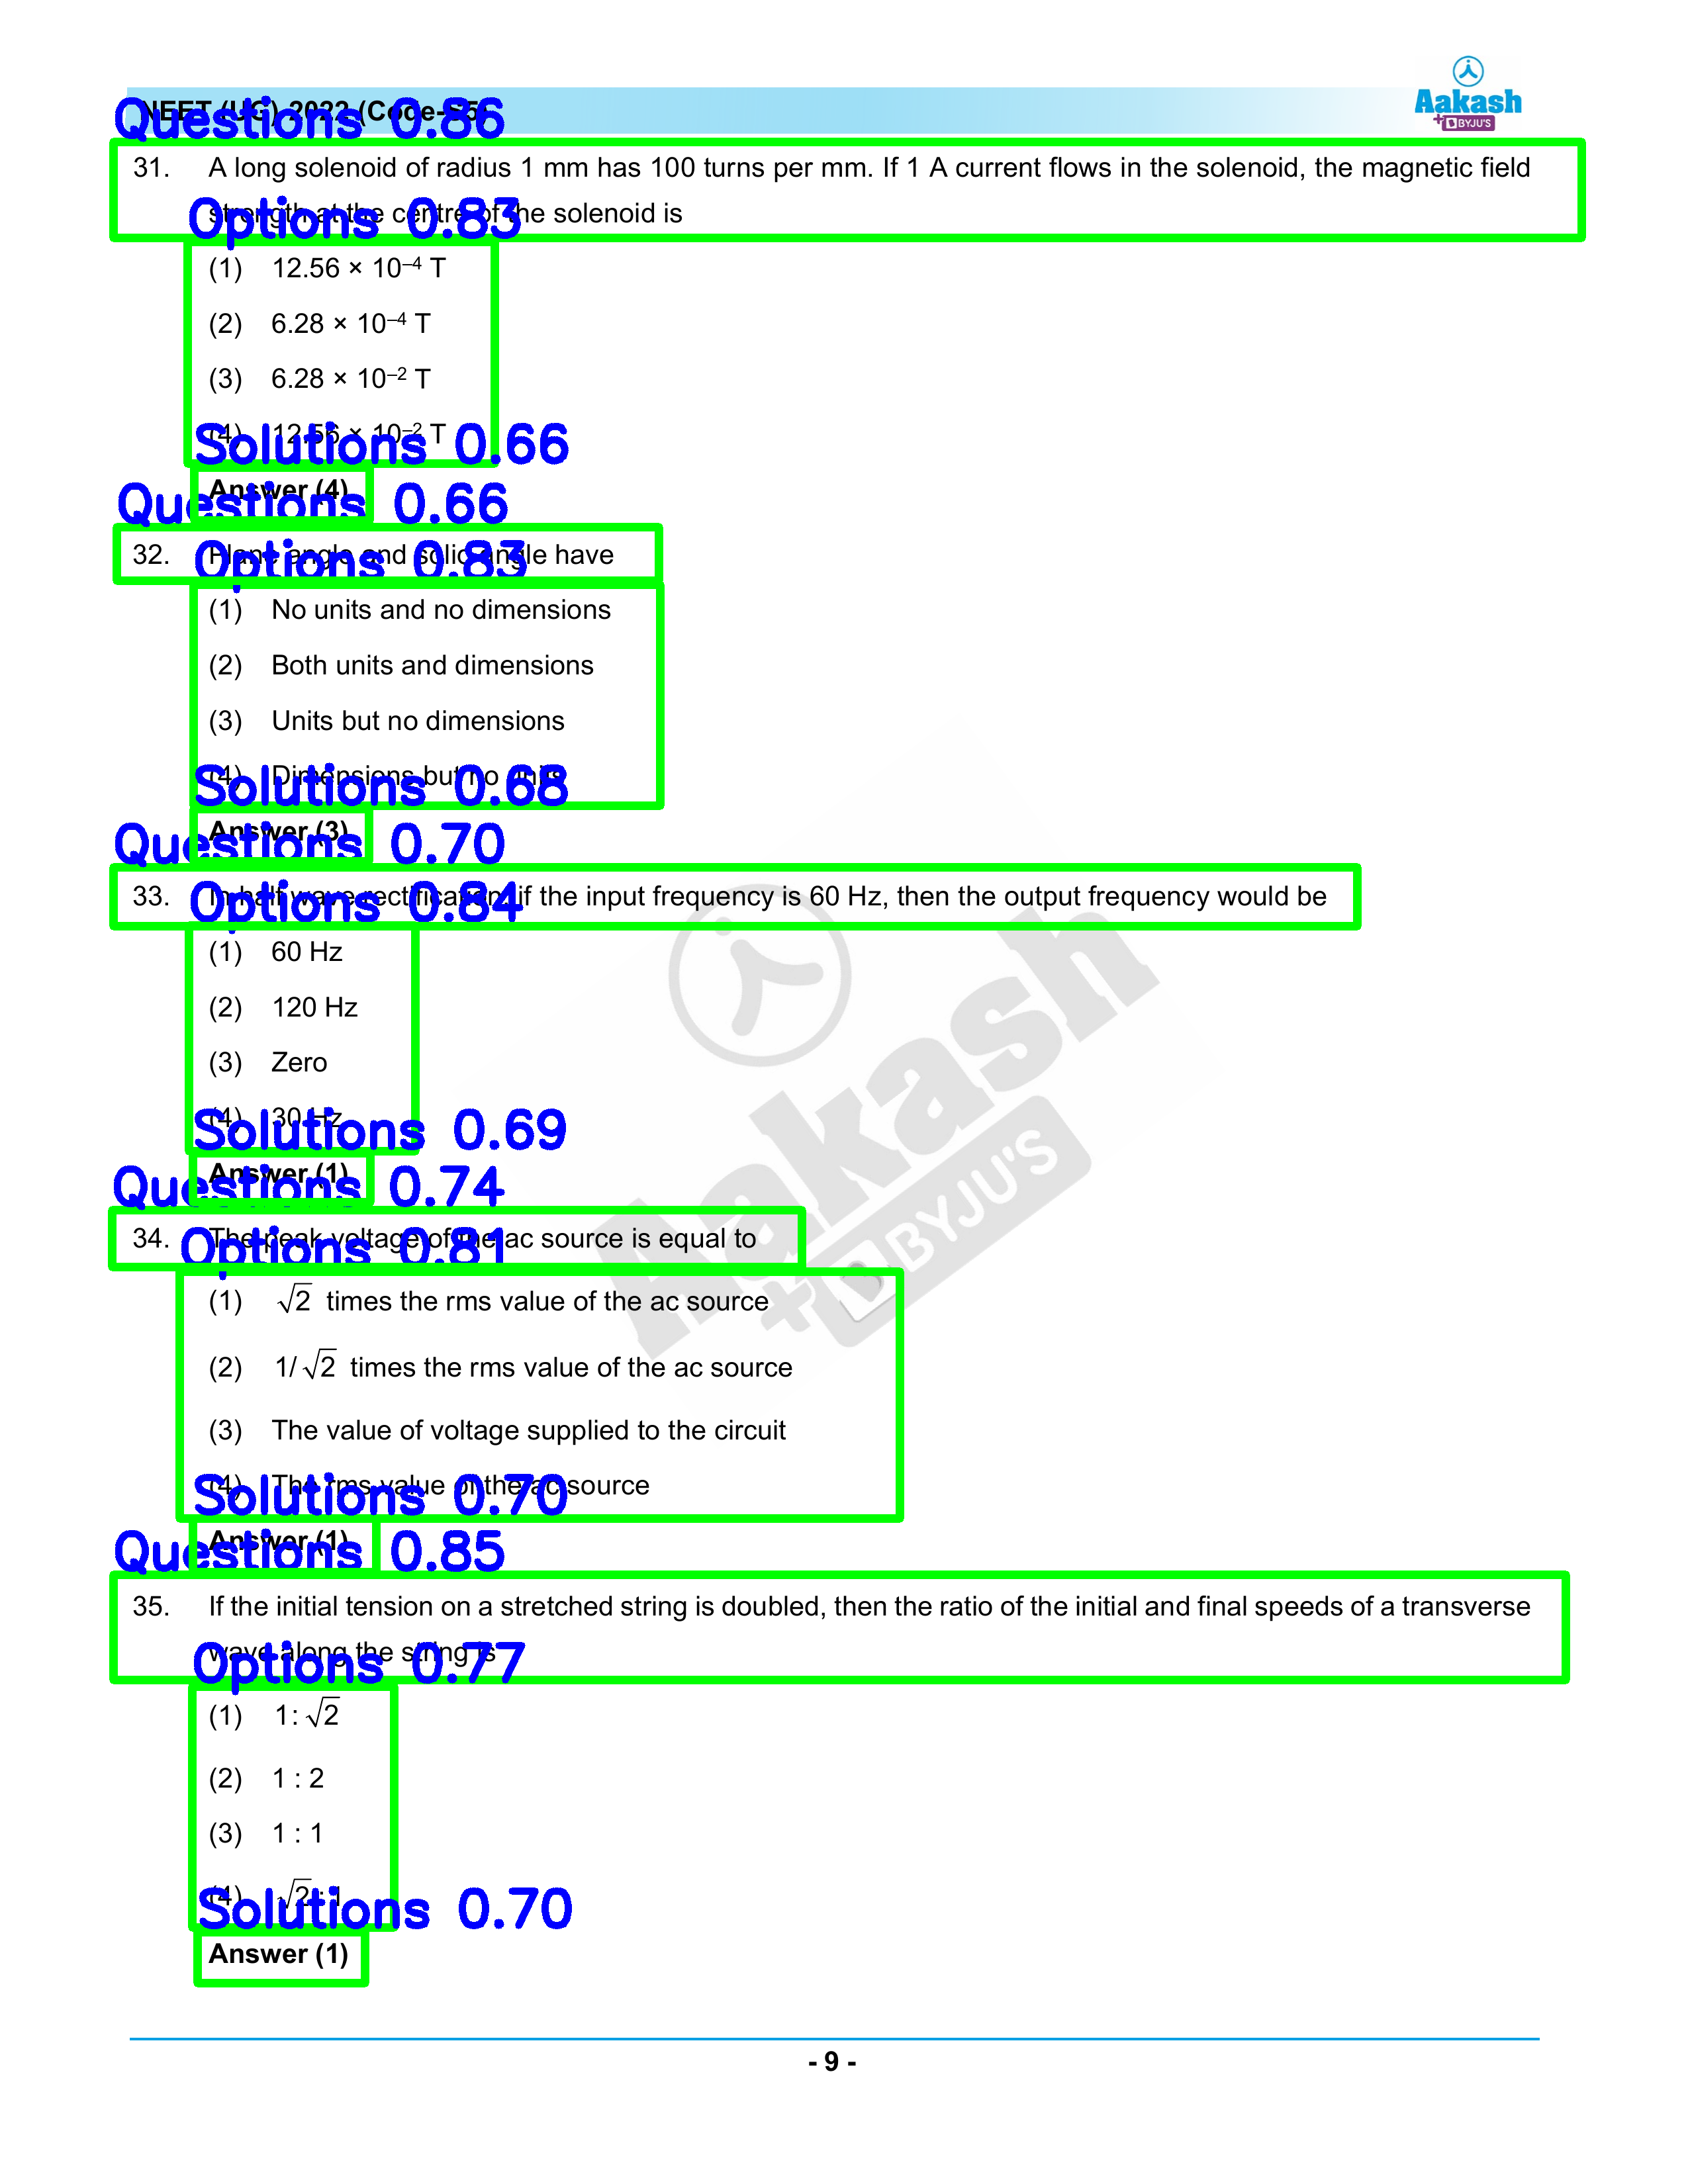 NEET (UG)-2022 (Code-S5)
Aakash
+ BYJU'S
Questions 0.86
31. A long solenoid of radius 1 mm has 100 turns per mm. If 1 A current flows in the solenoid, the magnetic field
strength at the centre of the solenoid is
Options 0.83
(1) 12.56 × 10⁻⁴ T
(2) 6.28 × 10⁻⁴ T
(3) 6.28 × 10⁻² T
(4) 12.56 × 10⁻² T
Solutions 0.66
Answer (4)
Questions 0.66
32. Plane angle and solid angle have
Options 0.83
(1) No units and no dimensions
(2) Both units and dimensions
(3) Units but no dimensions
(4) Dimensions but no units
Solutions 0.68
Answer (3)
Questions 0.70
33. In half wave rectification, if the input frequency is 60 Hz, then the output frequency would be
Options 0.84
(1) 60 Hz
(2) 120 Hz
(3) Zero
(4) 30 Hz
Solutions 0.69
Answer (1)
Questions 0.74
34. The peak voltage of the ac source is equal to
Options 0.81
(1) √2 times the rms value of the ac source
(2) 1/√2 times the rms value of the ac source
(3) The value of voltage supplied to the circuit
(4) The rms value of the ac source
Solutions 0.70
Answer (1)
Questions 0.85
35. If the initial tension on a stretched string is doubled, then the ratio of the initial and final speeds of a transverse
wave along the string is
Options 0.77
(1) 1: √2
(2) 1 : 2
(3) 1 : 1
(4) √2 : 1
Solutions 0.70
Answer (1)
Aakash
+ BYJU'S
- 9 -